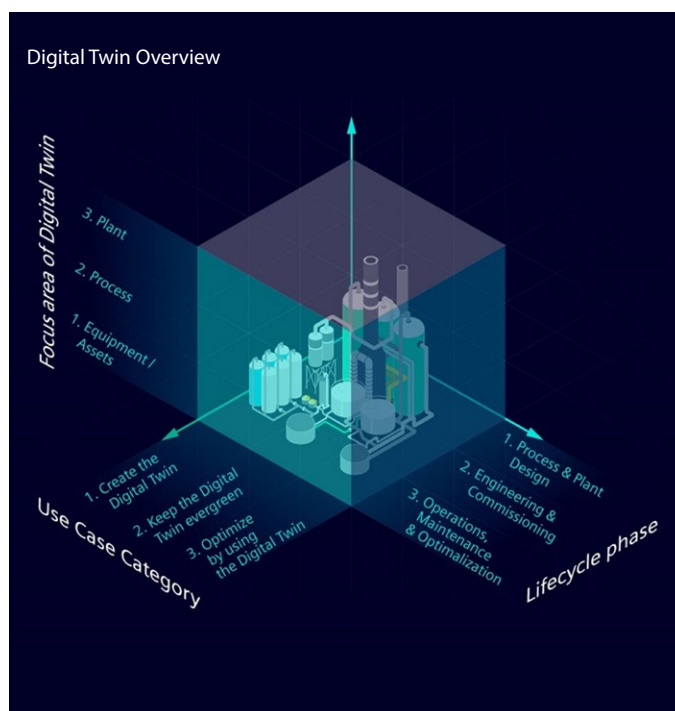 Digital Twin Overview
Focus area of Digital Twin
3. Plant
2. Process
1. Equipment /
Assets
1. Create the
Digital Twin
2. Keep the Digital
Twin evergreen
3. Optimize
by using
the Digital Twin
Use Case Category
1. Process & Plant
Design
2. Engineering &
Commissioning
3. Operations,
Maintenance
& Optimalization
Lifecycle phase